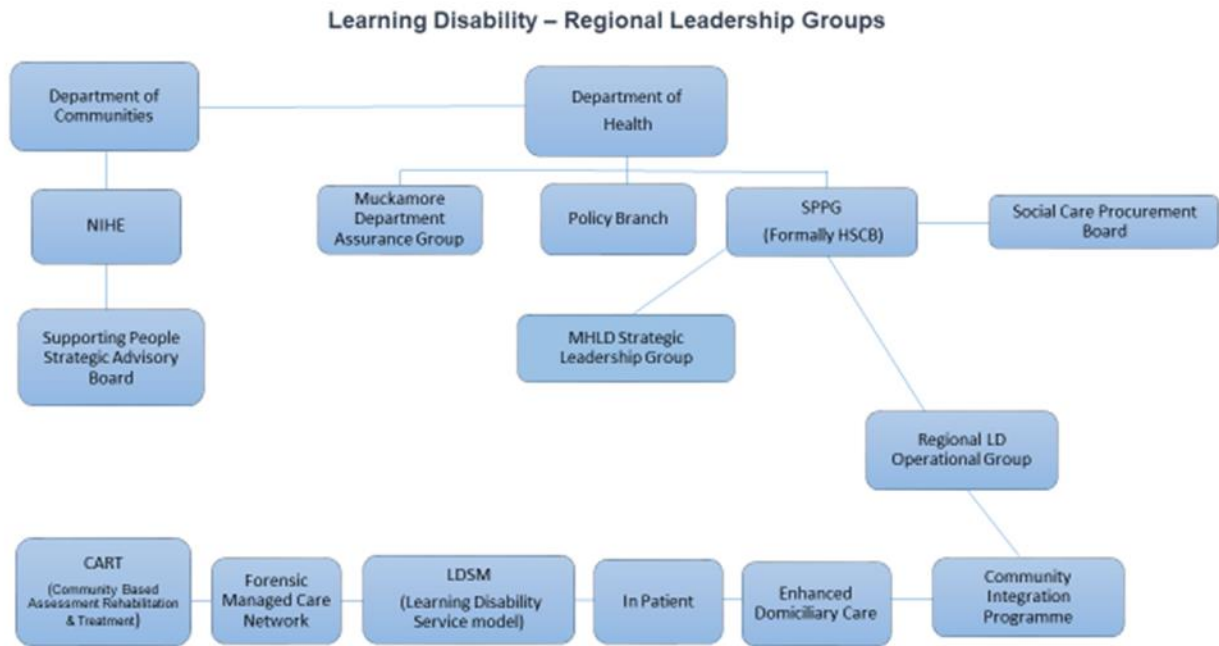 Learning Disability – Regional Leadership Groups
Department of
Communities
Department of
Health
NIHE
Muckamore
Department
Assurance Group
Policy Branch
SPPG
(Formally HSCB)
Social Care Procurement
Board
Supporting People
Strategic Advisory
Board
MHLD Strategic
Leadership Group
Regional LD
Operational Group
CART
(Community Based
Assessment Rehabilitation
& Treatment)
Forensic
Managed Care
Network
LDSM
(Learning Disability
Service model)
In Patient
Enhanced
Domiciliary Care
Community
Integration
Programme